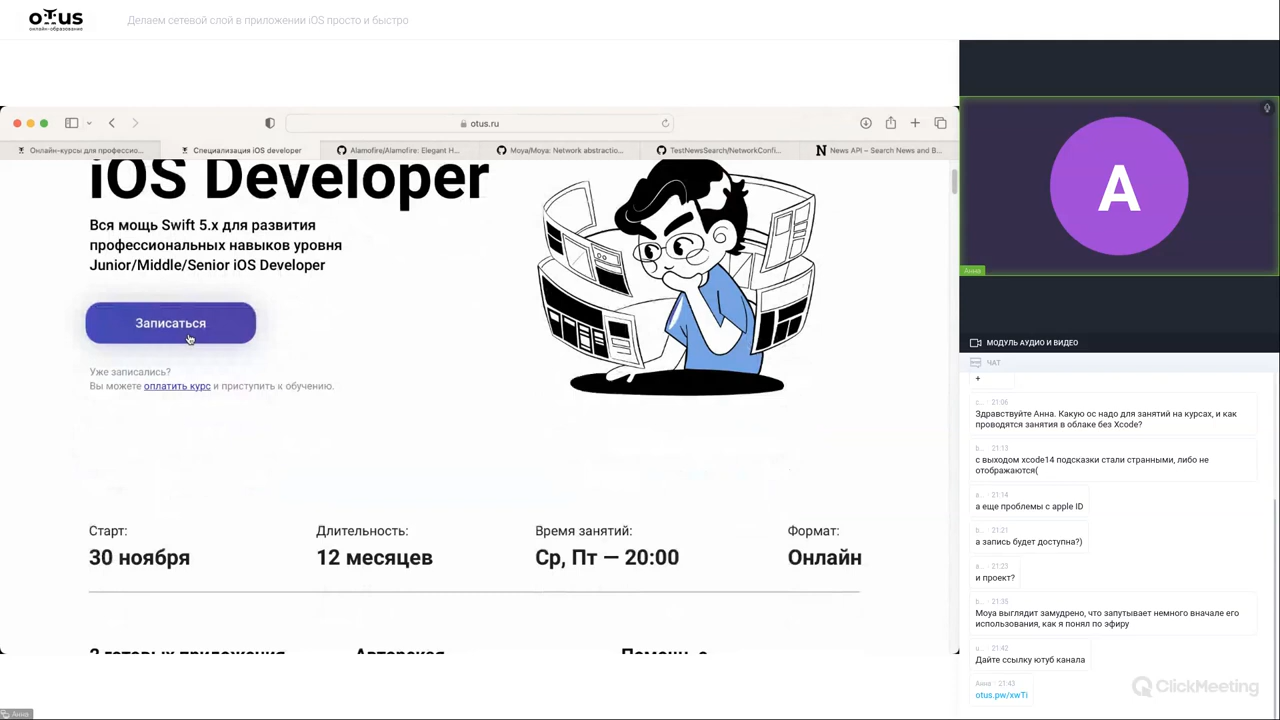 OTUS
онлайн-образование
Делаем сетевой слой в приложении iOS просто и быстро
otus.ru
Онлайн-курсы для профессио...
Специализация iOS developer
Alamofire/Alamofire: Elegant H...
Moya/Moya: Network abstractio...
TestNewsSearch/NetworkConfi...
News API – Search News and B...
iOS Developer
Вся мощь Swift 5.x для развития
профессиональных навыков уровня
Junior/Middle/Senior iOS Developer
Записаться
Уже записались?
Вы можете оплатить курс и приступить к обучению.
Старт:
30 ноября
Длительность:
12 месяцев
Время занятий:
Ср, Пт — 20:00
Формат:
Онлайн
2 готовых приложения
Авторская
A
Анна
МОДУЛЬ АУДИО И ВИДЕО
ЧАТ
+
21:06
Здравствуйте Анна. Какую ос надо для занятий на курсах, и как
проводятся занятия в облаке без Xcode?
21:13
с выходом xcode14 подсказки стали странными, либо не
отображаются(
21:14
а еще проблемы с apple ID
21:21
а запись будет доступна?)
21:23
и проект?
21:35
Моya выглядит замудрено, что запутывает немного вначале его
использования, как я понял по эфиру
21:42
Дайте ссылку ютуб канала
Анна · 21:43
otus.pw/xwTi
ClickMeeting
Анна